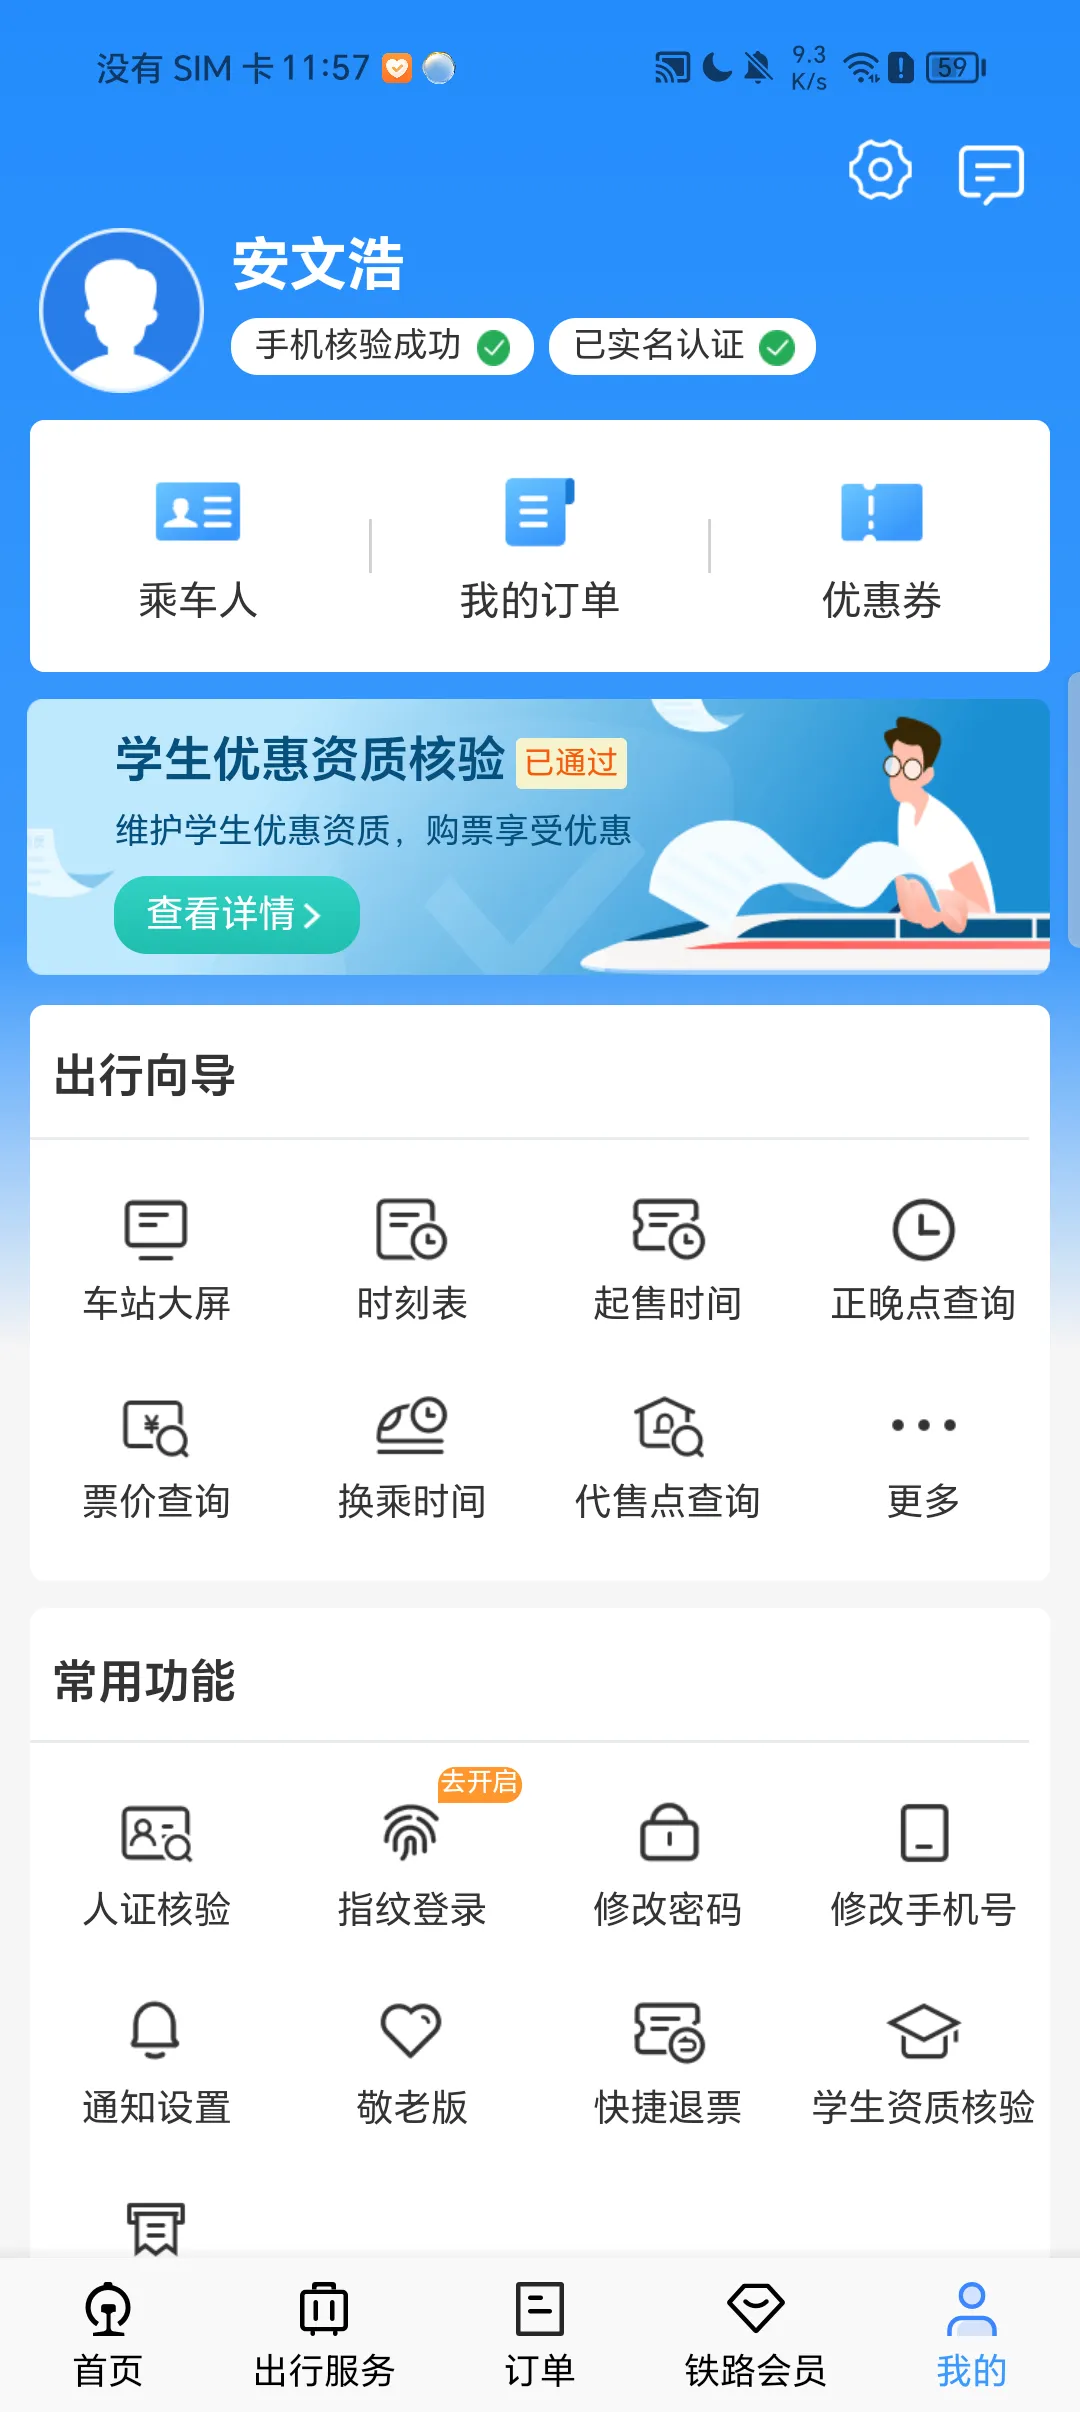 没有 SIM 卡 11:57
9.3 K/s
59
安文浩
手机核验成功 已实名认证
乘车人 我的订单 优惠券
学生优惠资质核验 已通过
维护学生优惠资质，购票享受优惠
查看详情
出行向导
车站大屏 时刻表 起售时间 正晚点查询
票价查询 换乘时间 代售点查询 更多
常用功能
去开启
人证核验 指纹登录 修改密码 修改手机号
通知设置 敬老版 快捷退票 学生资质核验
首页 出行服务 订单 铁路会员 我的